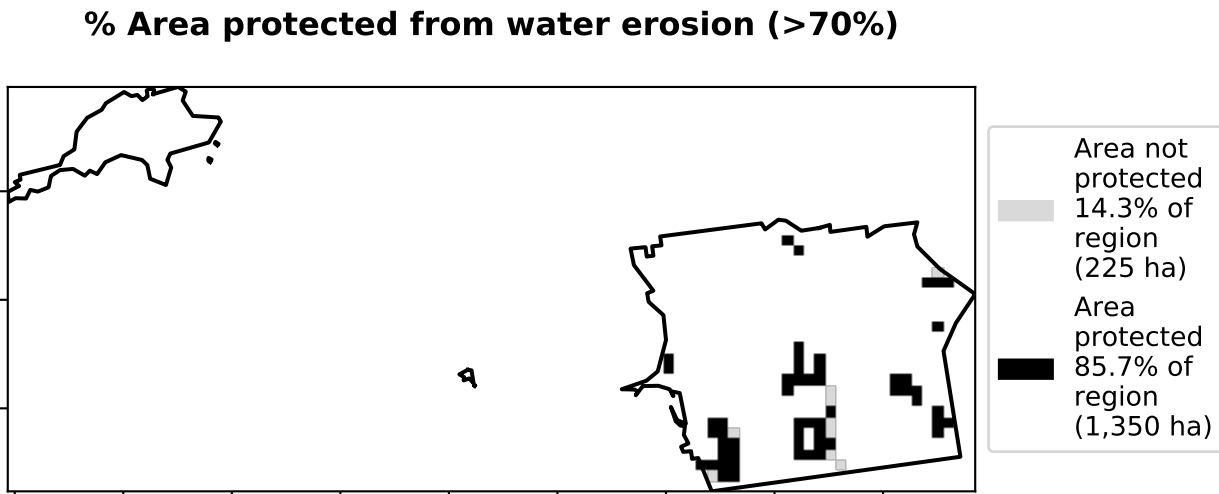 % Area protected from water erosion (>70%)
Area not
protected
14.3% of
region
(225 ha)
Area
protected
85.7% of
region
(1,350 ha)